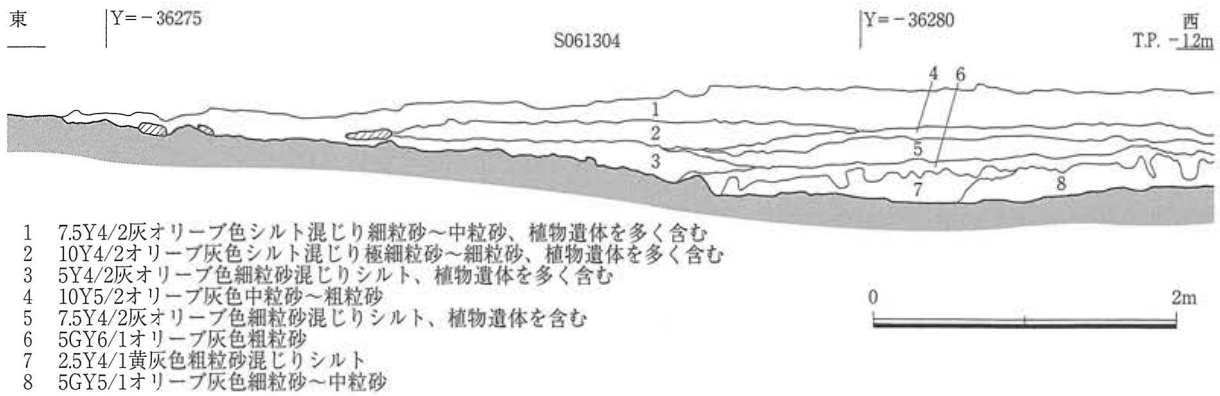 東 Y=－36275 Y=－36280 西
S061304 T.P. －12m
4 6
1
2
5
3
7 8
1 7.5Y4/2灰オリーブ色シルト混じり細粒砂～中粒砂、植物遺体を多く含む
2 10Y4/2オリーブ灰色シルト混じり極細粒砂～細粒砂、植物遺体を多く含む
3 5Y4/2灰オリーブ色細粒砂混じりシルト、植物遺体を多く含む
4 10Y5/2オリーブ灰色中粒砂～粗粒砂
5 7.5Y4/2灰オリーブ色細粒砂混じりシルト、植物遺体を含む
6 5GY6/1オリーブ灰色粗粒砂
7 2.5Y4/1黄灰色粗粒砂混じりシルト
8 5GY5/1オリーブ灰色細粒砂～中粒砂
0 2m